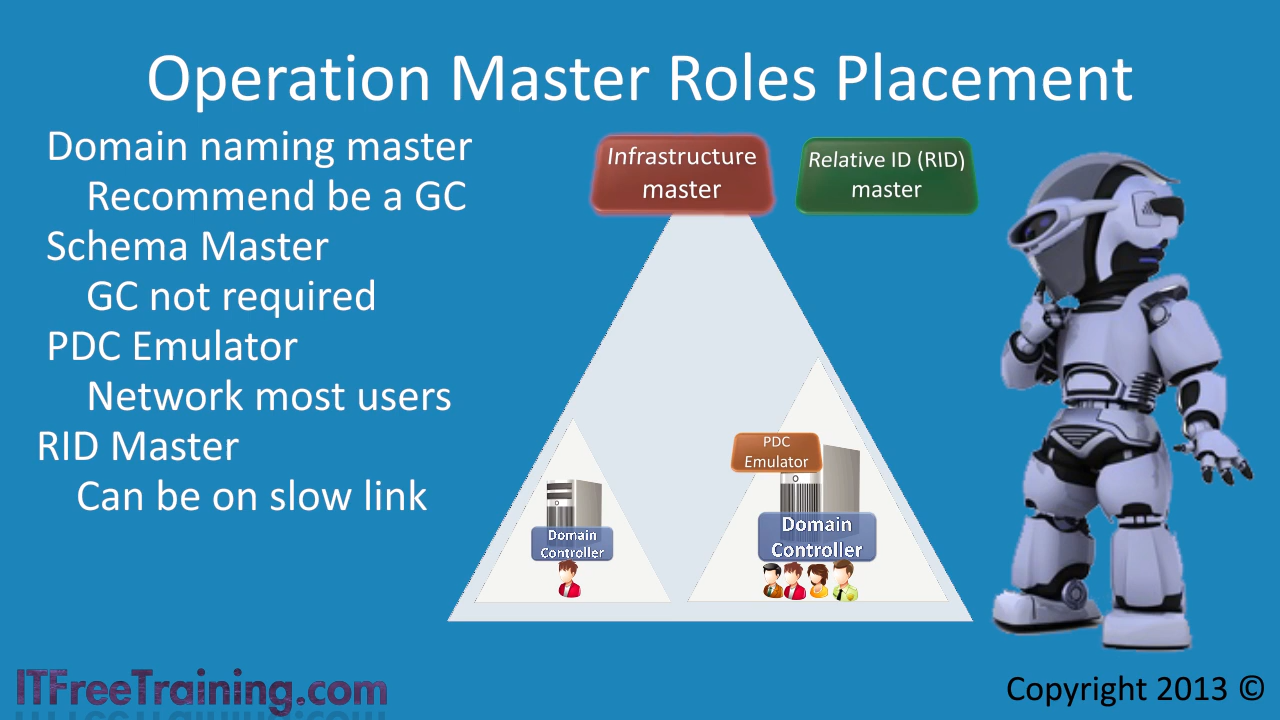 Operation Master Roles Placement
Domain naming master
Recommend be a GC
Schema Master
GC not required
PDC Emulator
Network most users
RID Master
Can be on slow link
Infrastructure
master
Relative ID (RID)
master
PDC
Emulator
Domain
Controller
Domain
Controller
ITFreeTraining.com
Copyright 2013 ©